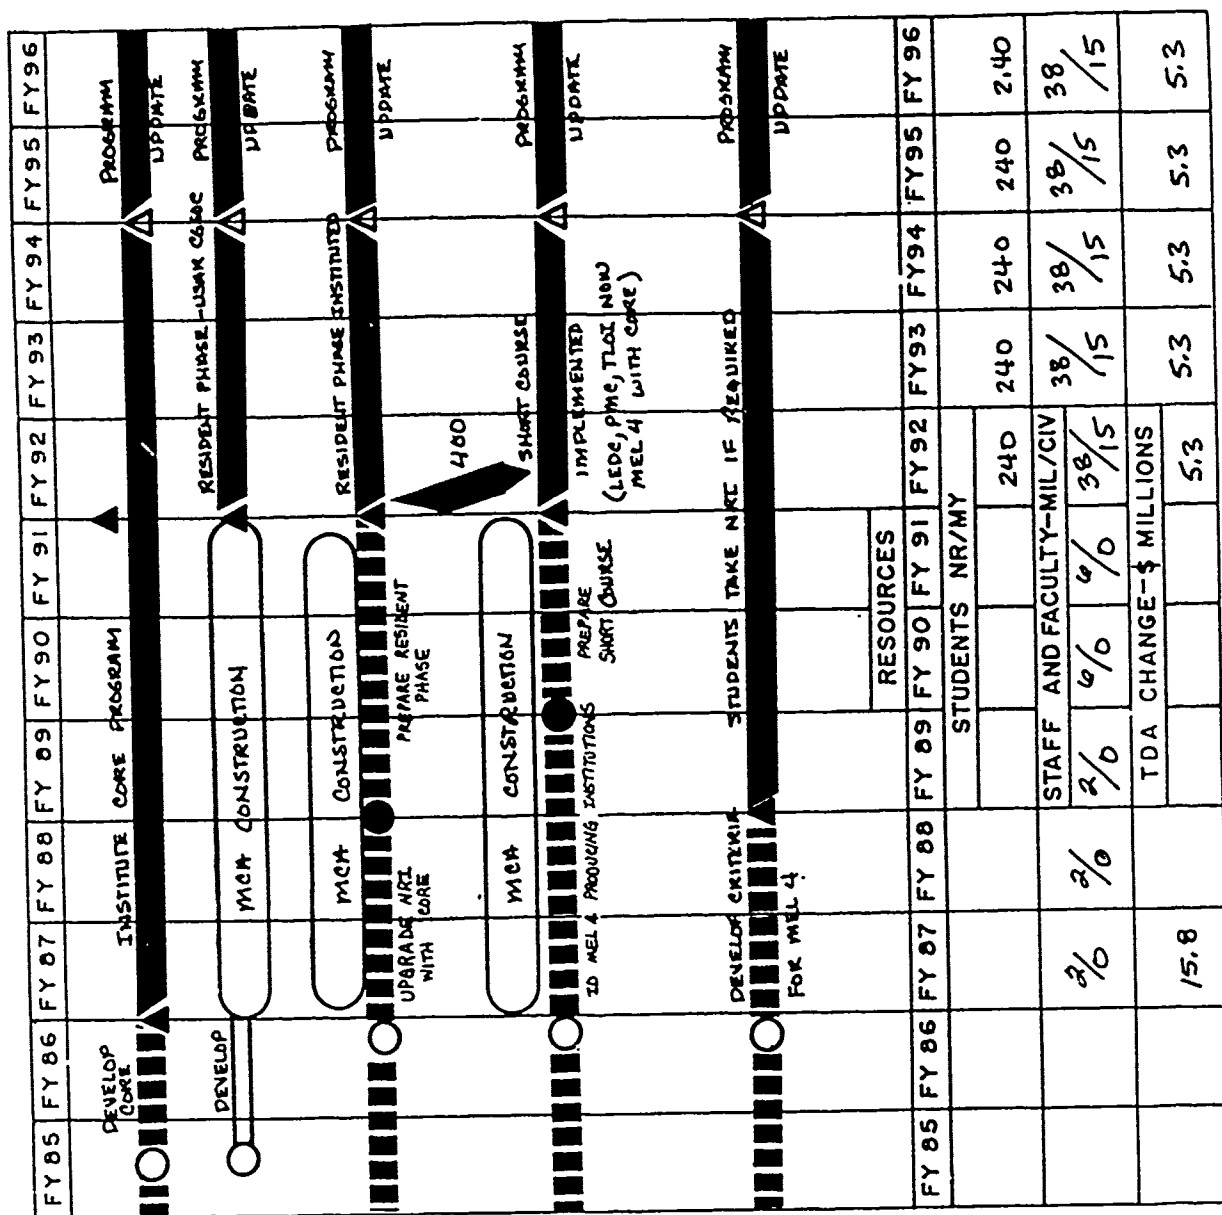 FY 85 FY 86 FY 87 FY 88 FY 89 FY 90 FY 91 FY 92 FY 93 FY 94 FY95 FY96
DEVELOP
CORE
INSTITUTE CORE PROGRAM
PROGRAM
UPDATE
DEVELOP
MCA CONSTRUCTION
RESIDENT PHASE-USAR CGSOC
PROGRAM
UPDATE
MCA CONSTRUCTION
RESIDENT PHASE INSTITUTED
PROGRAM
UPDATE
UPGRADE NRI
WITH CORE
PREPARE RESIDENT
PHASE
400
MCA CONSTRUCTION
SHORT COURSE
IMPLEMENTED
(LEDC, PMC, TLOI NOW
MEL 4 WITH CORE)
PROGRAM
UPDATE
ID MEL 4 PRODUCING INSTITUTIONS
PREPARE
SHORT COURSE
DEVELOP CRITERIA
FOR MEL 4
STUDENTS TAKE NRI IF REQUIRED
PROGRAM
UPDATE
RESOURCES
FY 85 FY 86 FY 87 FY 88 FY 89 FY 90 FY 91 FY 92 FY93 FY94 FY95 FY 96
STUDENTS NR/MY
240 240 240 240 2.40
STAFF AND FACULTY-MIL/CIV
2/0 2/0 2/0 6/0 6/0 38/15 38/15 38/15 38/15 38/15
TDA CHANGE-$ MILLIONS
15.8 5.3 5.3 5.3 5.3 5.3